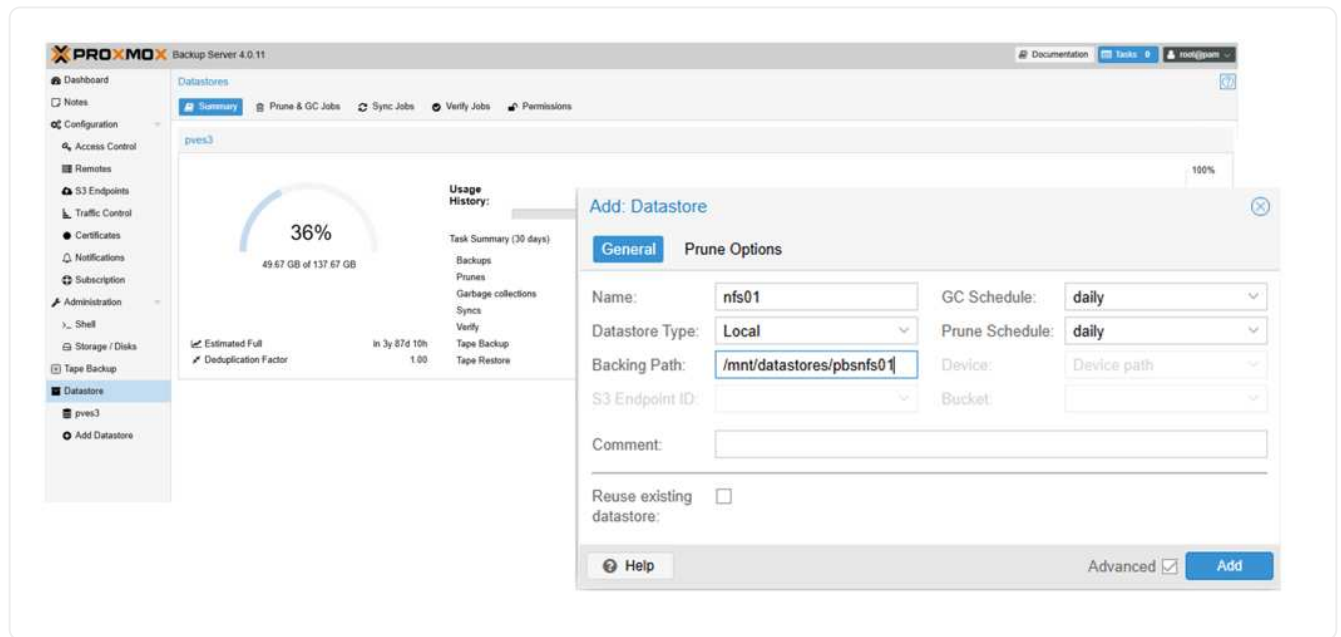 PROXMOX Backup Server 4.0.11
Documentation Tasks 0 root@pam
Dashboard
Notes
Configuration
Access Control
Remotes
S3 Endpoints
Traffic Control
Certificates
Notifications
Subscription
Administration
Shell
Storage / Disks
Tape Backup
Datastore
pves3
Add Datastore
Datastores
Summary Prune & GC Jobs Sync Jobs Verify Jobs Permissions
pves3
36%
49.67 GB of 137.67 GB
Estimated Full in 3y 87d 10h
Deduplication Factor 1.00
Usage
History:
100%
Task Summary (30 days)
Backups
Prunes
Garbage collections
Syncs
Verify
Tape Backup
Tape Restore
Add: Datastore
General Prune Options
Name: nfs01 GC Schedule: daily
Datastore Type: Local Prune Schedule: daily
Backing Path: /mnt/datastores/pbsnfs01 Device: Device path
S3 Endpoint ID: Bucket:
Comment:
Reuse existing
datastore:
Help Advanced Add